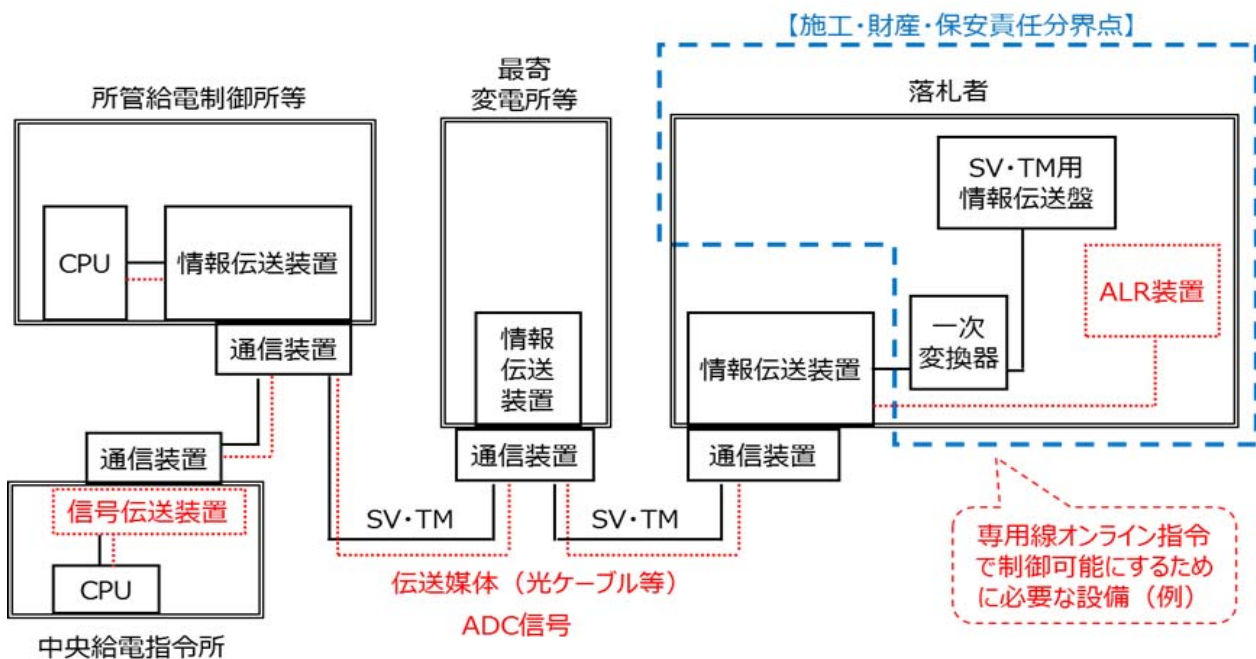 【施工・財産・保安責任分界点】
所管給電制御所等
最寄
変電所等
落札者
CPU
情報伝送装置
通信装置
情報
伝送
装置
通信装置
SV・TM用
情報伝送盤
ALR装置
一次
変換器
情報伝送装置
通信装置
通信装置
信号伝送装置
CPU
中央給電指令所
SV・TM
SV・TM
伝送媒体（光ケーブル等）
ADC信号
専用線オンライン指令
で制御可能にするため
に必要な設備（例）